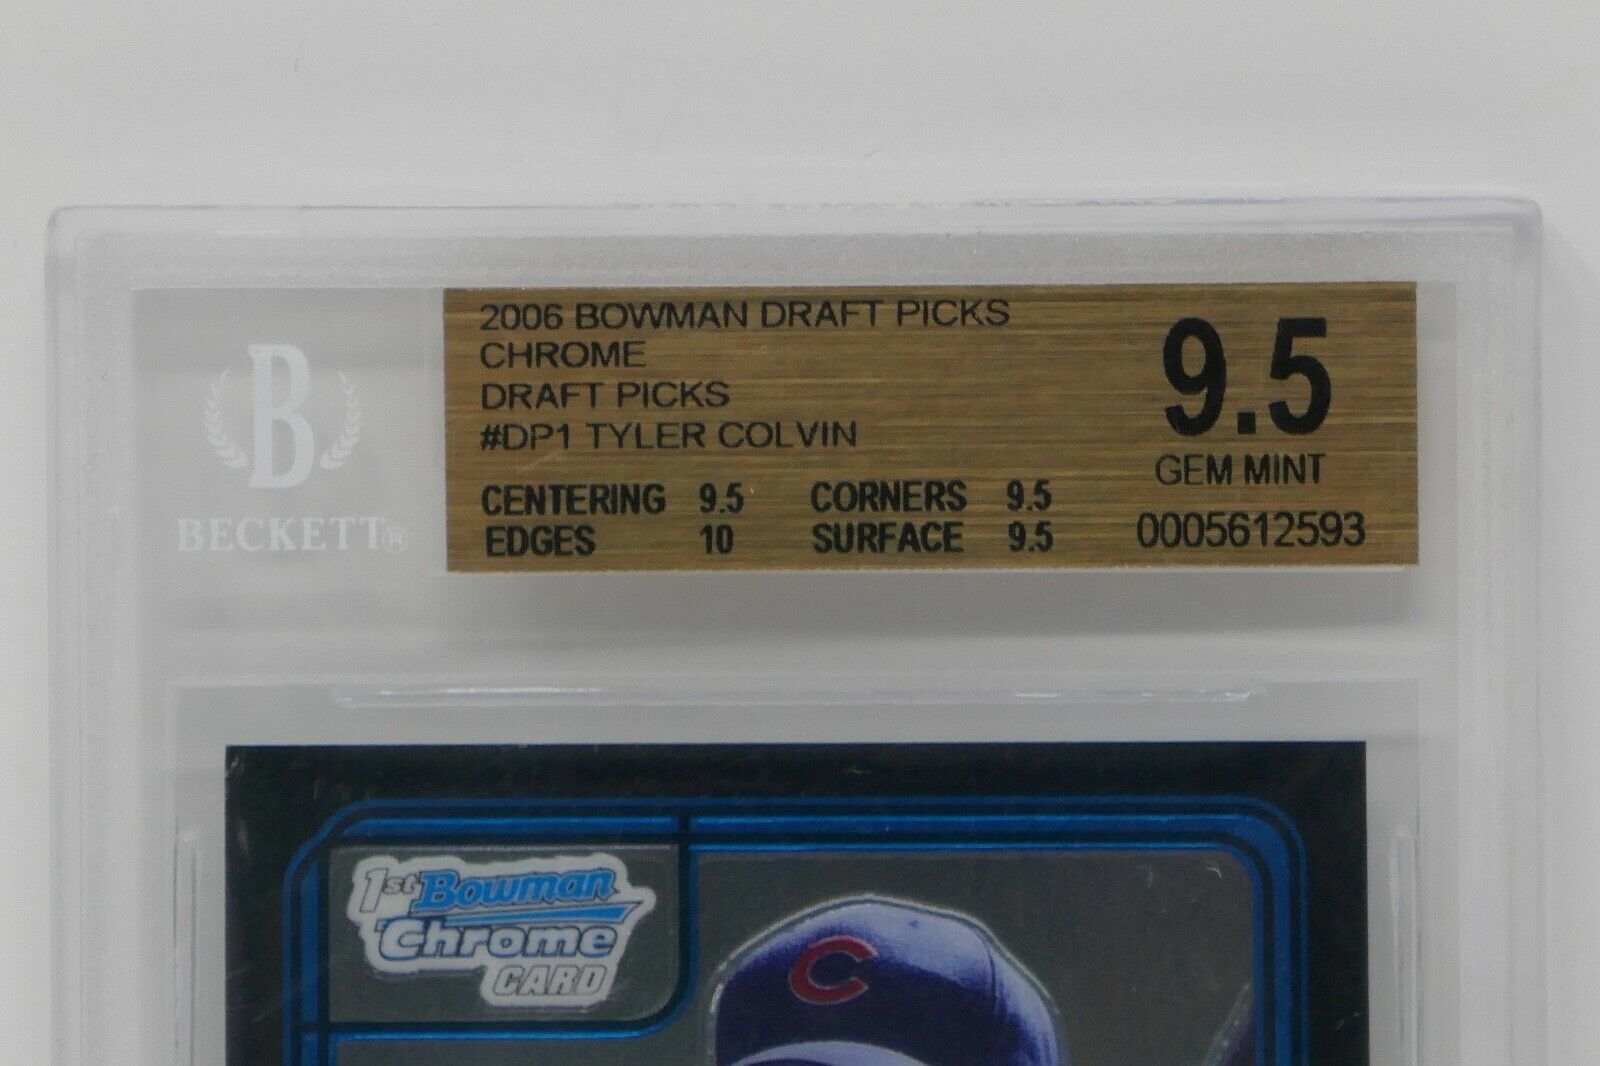 2006 BOWMAN DRAFT PICKS
CHROME
DRAFT PICKS
#DP1 TYLER COLVIN
CENTERING 9.5 CORNERS 9.5
EDGES 10 SURFACE 9.5
9.5
GEM MINT
0005612593
B
BECKETT®
1st Bowman
Chrome
CARD
C